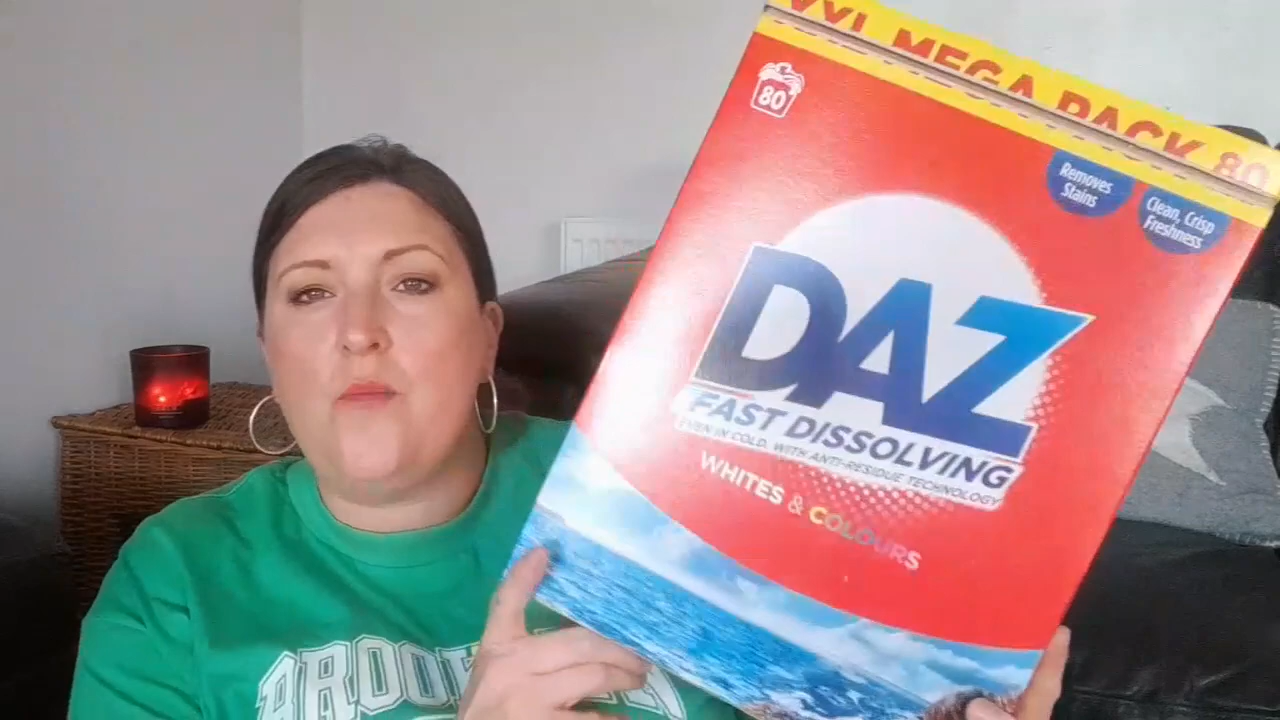 XXL MEGA PACK 80
80
Removes
Stains
Clean, Crisp
Freshness
DAZ
FAST DISSOLVING
EVEN IN COLD, WITH ANTI-RESIDUE TECHNOLOGY
WHITES & COLOURS